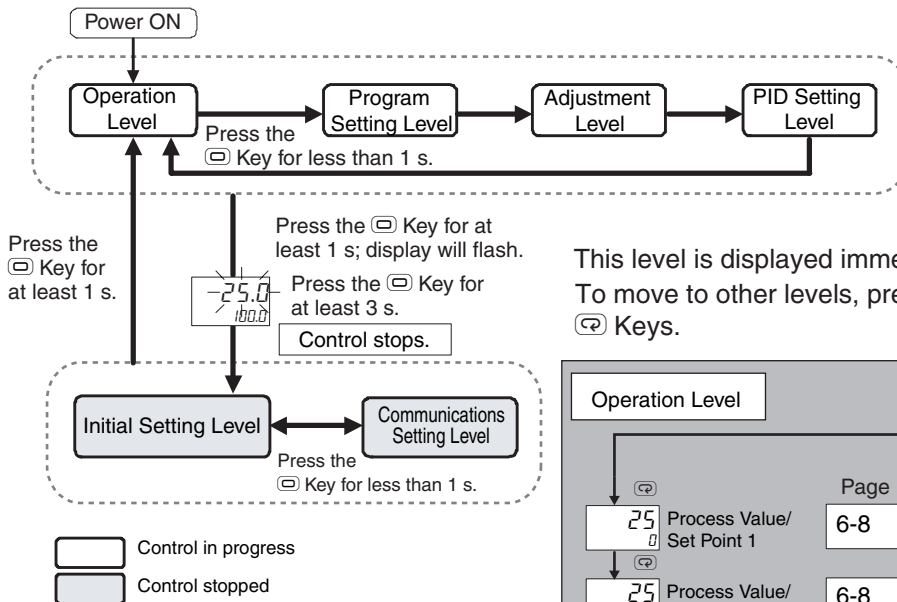 Power ON
Operation
Level
Program
Setting Level
Adjustment
Level
PID Setting
Level
Press the
Key for less than 1 s.
Press the
Key for
at least 1 s.
Press the Key for at
least 1 s; display will flash.
25.0
100.0
Press the Key for
at least 3 s.
Control stops.
Initial Setting Level
Communications
Setting Level
Press the
Key for less than 1 s.
Control in progress
Control stopped
This level is displayed imme
To move to other levels, pre
Keys.
Operation Level
Page
25
0
Process Value/
Set Point 1
6-8
25
Process Value/
6-8